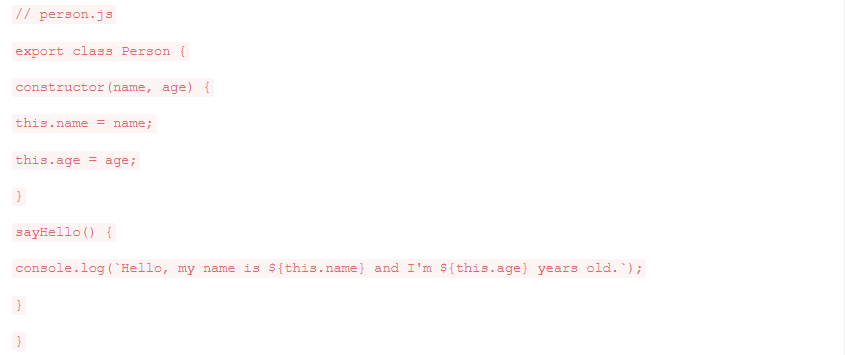 // person.js
export class Person {
constructor(name, age) {
this.name = name;
this.age = age;
}
sayHello() {
console.log(`Hello, my name is ${this.name} and I'm ${this.age} years old.`);
}
}